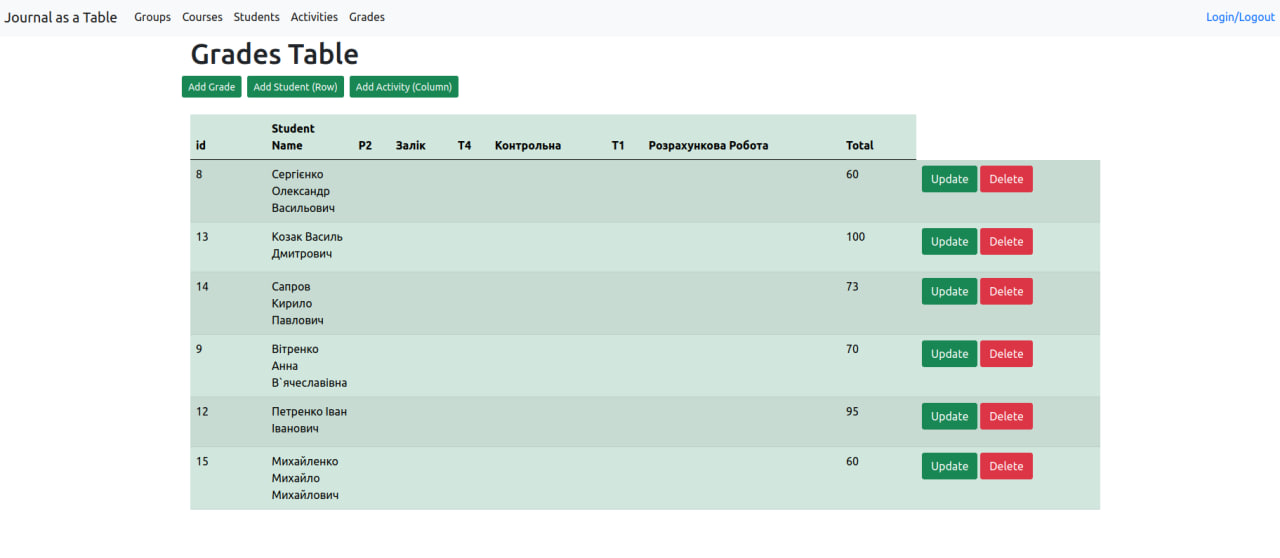 Journal as a Table Groups Courses Students Activities Grades Login/Logout
Grades Table
Add Grade Add Student (Row) Add Activity (Column)
id Student Name P2 Залік T4 Контрольна T1 Розрахункова Робота Total
8 Сергієнко 60 Update Delete
Олександр
Васильович
13 Козак Василь 100 Update Delete
Дмитрович
14 Сапров 73 Update Delete
Кирило
Павлович
9 Вітренко 70 Update Delete
Анна
В`ячеславівна
12 Петренко Іван 95 Update Delete
Іванович
15 Михайленко 60 Update Delete
Михайло
Михайлович